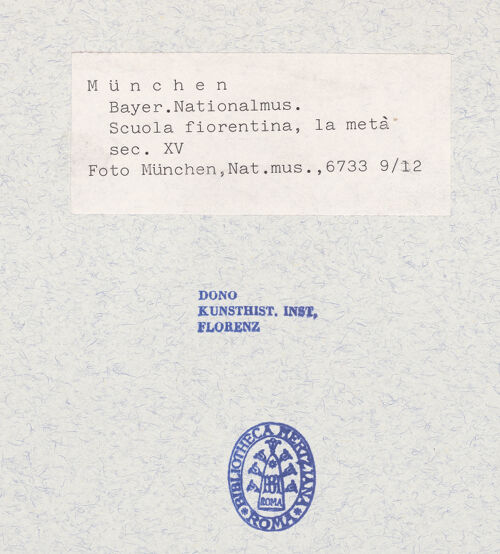 M ü n c h e n
Bayer.Nationalmus.
Scuola fiorentina, la metà
sec. XV
Foto München,Nat.mus.,6733 9/12
DONO
KUNSTHIST. INST,
FLORENZ
BIBLIOTHECA HERTZIANA
ROMA
ROMA